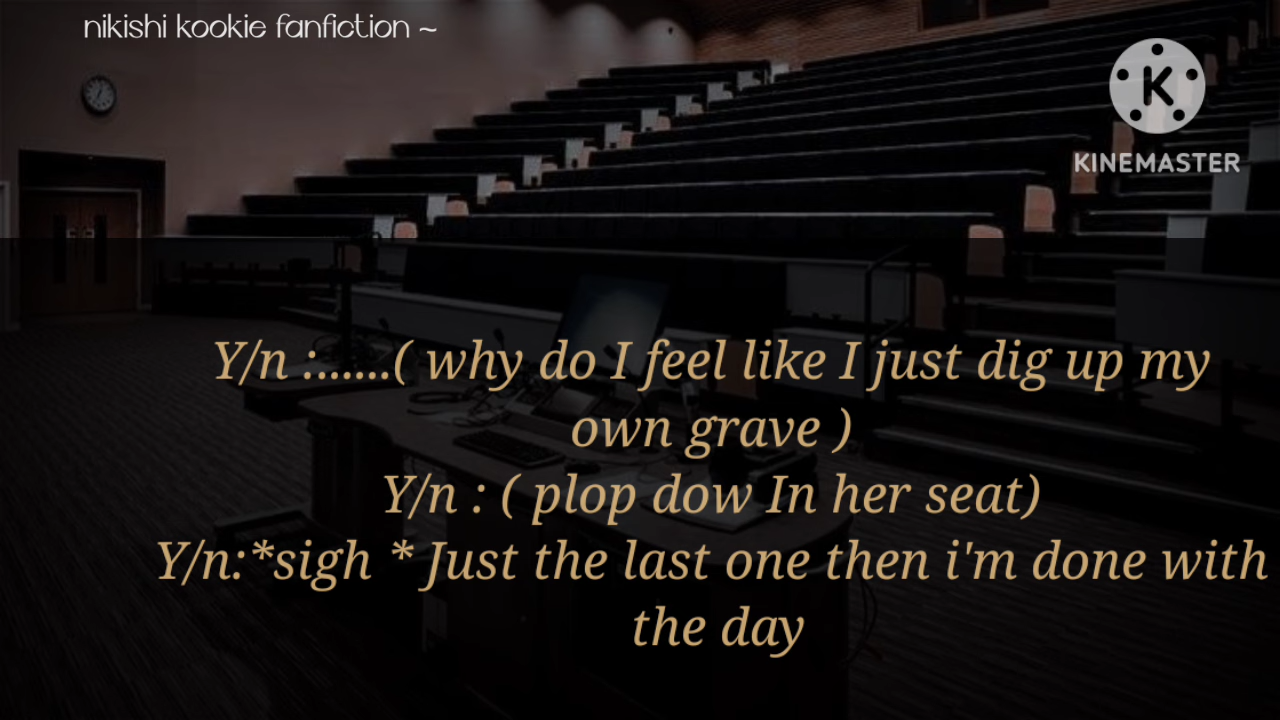 nikishi kookie fanfiction ~
K
KINEMASTER
Y/n :......( why do I feel like I just dig up my
own grave )
Y/n : ( plop dow In her seat)
Y/n:*sigh * Just the last one then i'm done with
the day